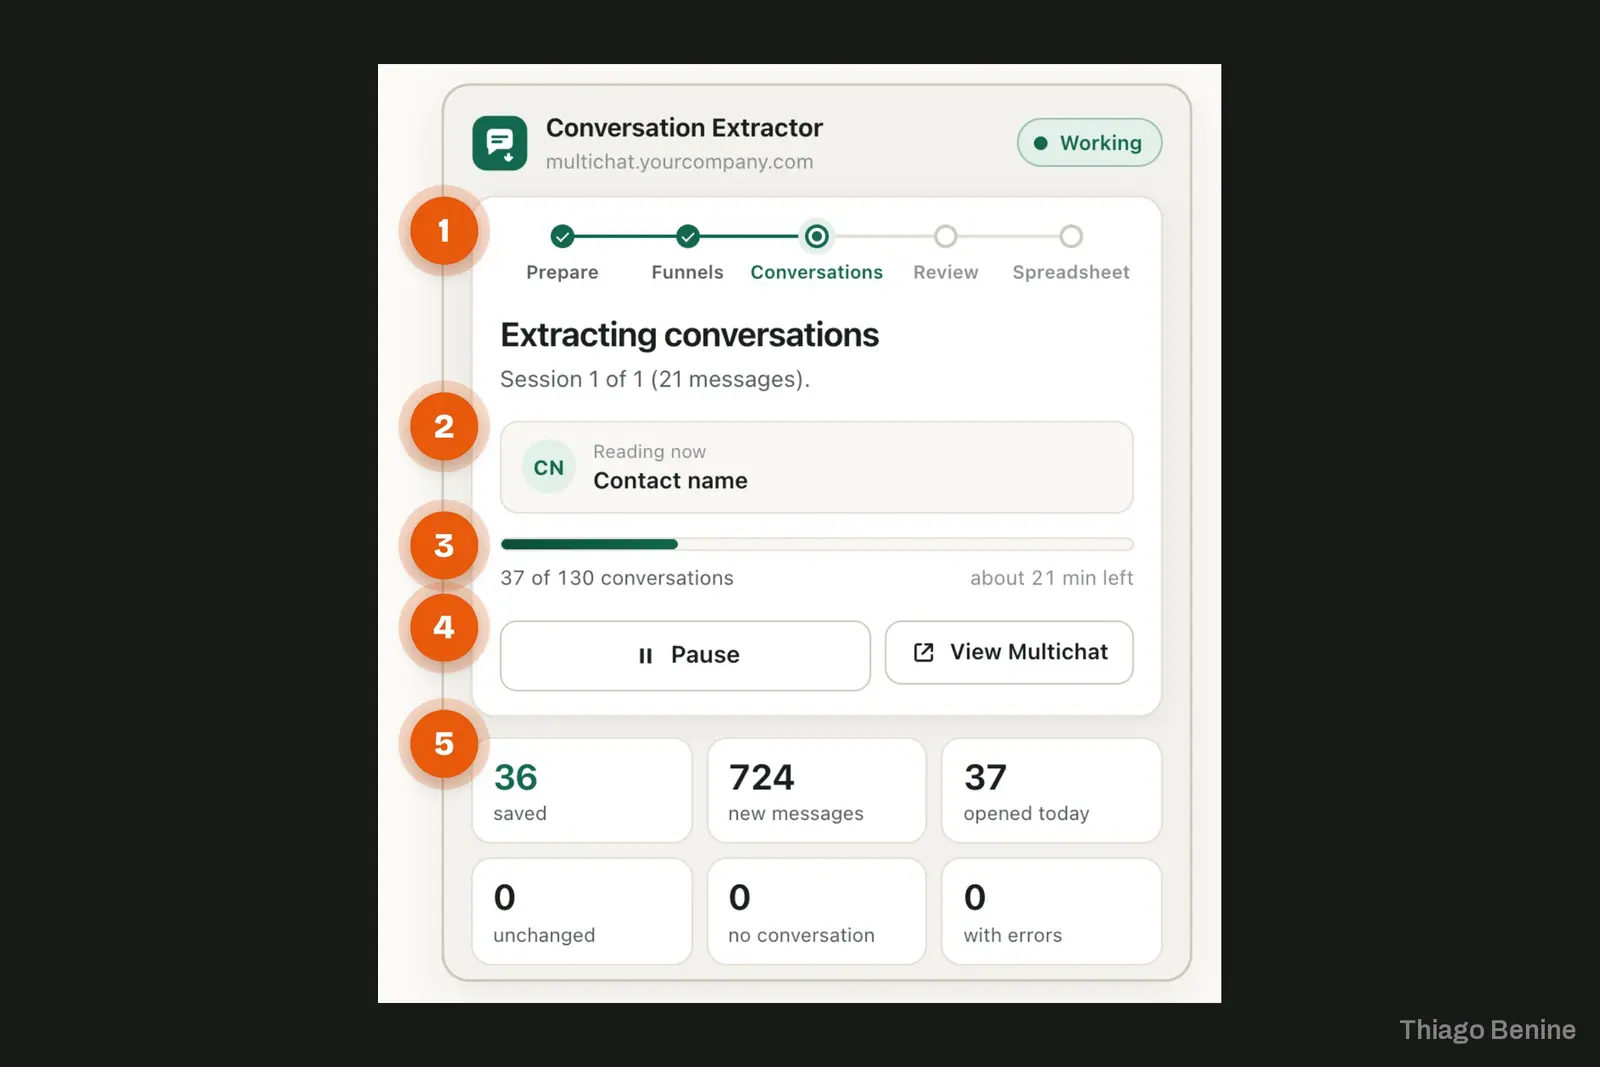 Conversation Extractor
multichat.yourcompany.com
Working
1
Prepare Funnels Conversations Review Spreadsheet
Extracting conversations
Session 1 of 1 (21 messages).
2
CN
Reading now
Contact name
3
37 of 130 conversations about 21 min left
4
Pause View Multichat
5
36 724 37
saved new messages opened today
0 0 0
unchanged no conversation with errors
Thiago Benine